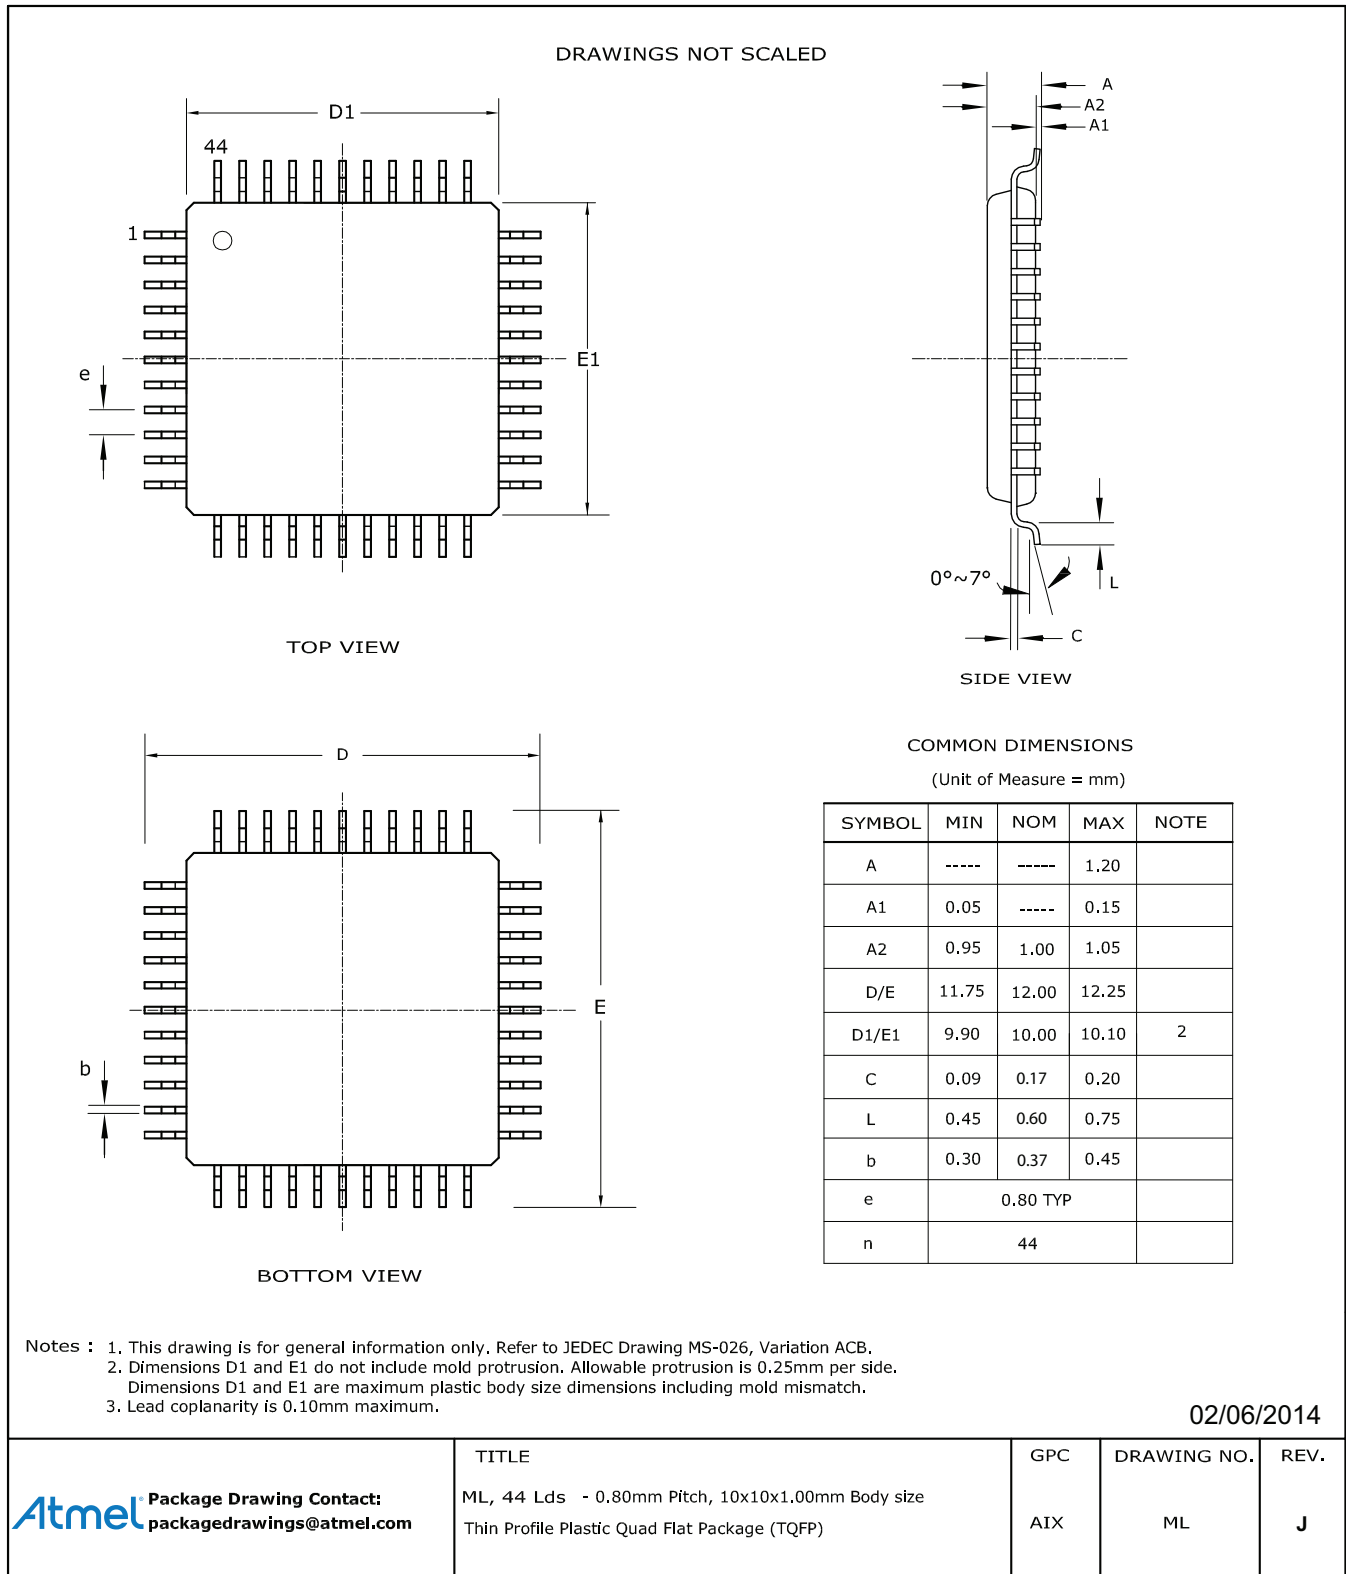 DRAWINGS NOT SCALED
D1
44
1
e
E1
TOP VIEW
A
A2
A1
0°~7°
L
C
SIDE VIEW
D
E
b
BOTTOM VIEW
COMMON DIMENSIONS
(Unit of Measure = mm)
SYMBOL MIN NOM MAX NOTE
A ----- ----- 1.20
A1 0.05 ----- 0.15
A2 0.95 1.00 1.05
D/E 11.75 12.00 12.25
D1/E1 9.90 10.00 10.10 2
C 0.09 0.17 0.20
L 0.45 0.60 0.75
b 0.30 0.37 0.45
e 0.80 TYP
n 44
Notes : 1. This drawing is for general information only. Refer to JEDEC Drawing MS-026, Variation ACB.
2. Dimensions D1 and E1 do not include mold protrusion. Allowable protrusion is 0.25mm per side.
Dimensions D1 and E1 are maximum plastic body size dimensions including mold mismatch.
3. Lead coplanarity is 0.10mm maximum.
02/06/2014
Atmel
Package Drawing Contact:
packagedrawings@atmel.com
TITLE
ML, 44 Lds - 0.80mm Pitch, 10x10x1.00mm Body size
Thin Profile Plastic Quad Flat Package (TQFP)
GPC
AIX
DRAWING NO.
ML
REV.
J